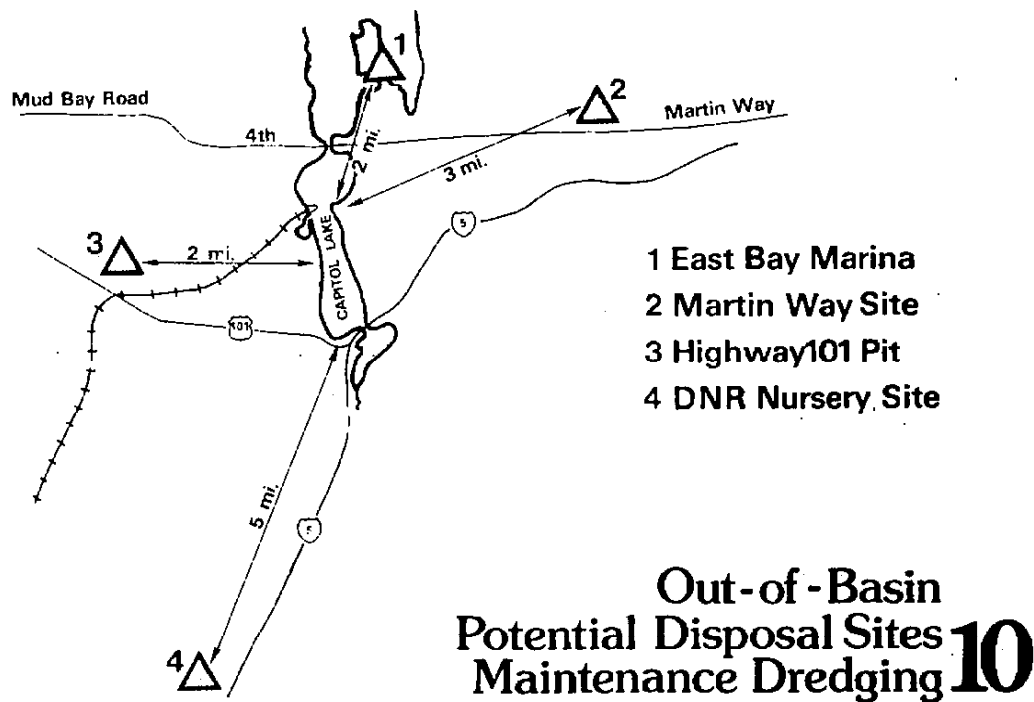 1
2
Mud Bay Road
Martin Way
4th
2 mi.
3 mi.
5
3
2 mi.
CAPITOL LAKE
101
1 East Bay Marina
2 Martin Way Site
3 Highway101 Pit
4 DNR Nursery Site
5 mi.
5
4
Out-of-Basin
Potential Disposal Sites
Maintenance Dredging
10